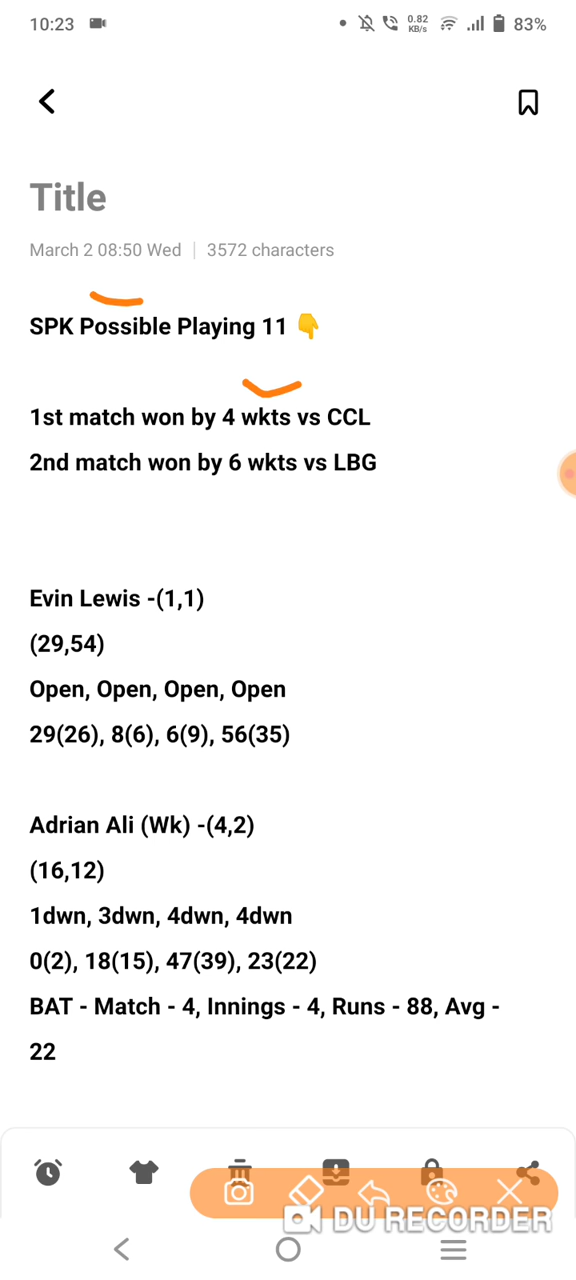 10:23 0.82 KB/s 83%
Title
March 2 08:50 Wed | 3572 characters
SPK Possible Playing 11 👇
1st match won by 4 wkts vs CCL
2nd match won by 6 wkts vs LBG
Evin Lewis -(1,1)
(29,54)
Open, Open, Open, Open
29(26), 8(6), 6(9), 56(35)
Adrian Ali (Wk) -(4,2)
(16,12)
1dwn, 3dwn, 4dwn, 4dwn
0(2), 18(15), 47(39), 23(22)
BAT - Match - 4, Innings - 4, Runs - 88, Avg -
22
DU RECORDER